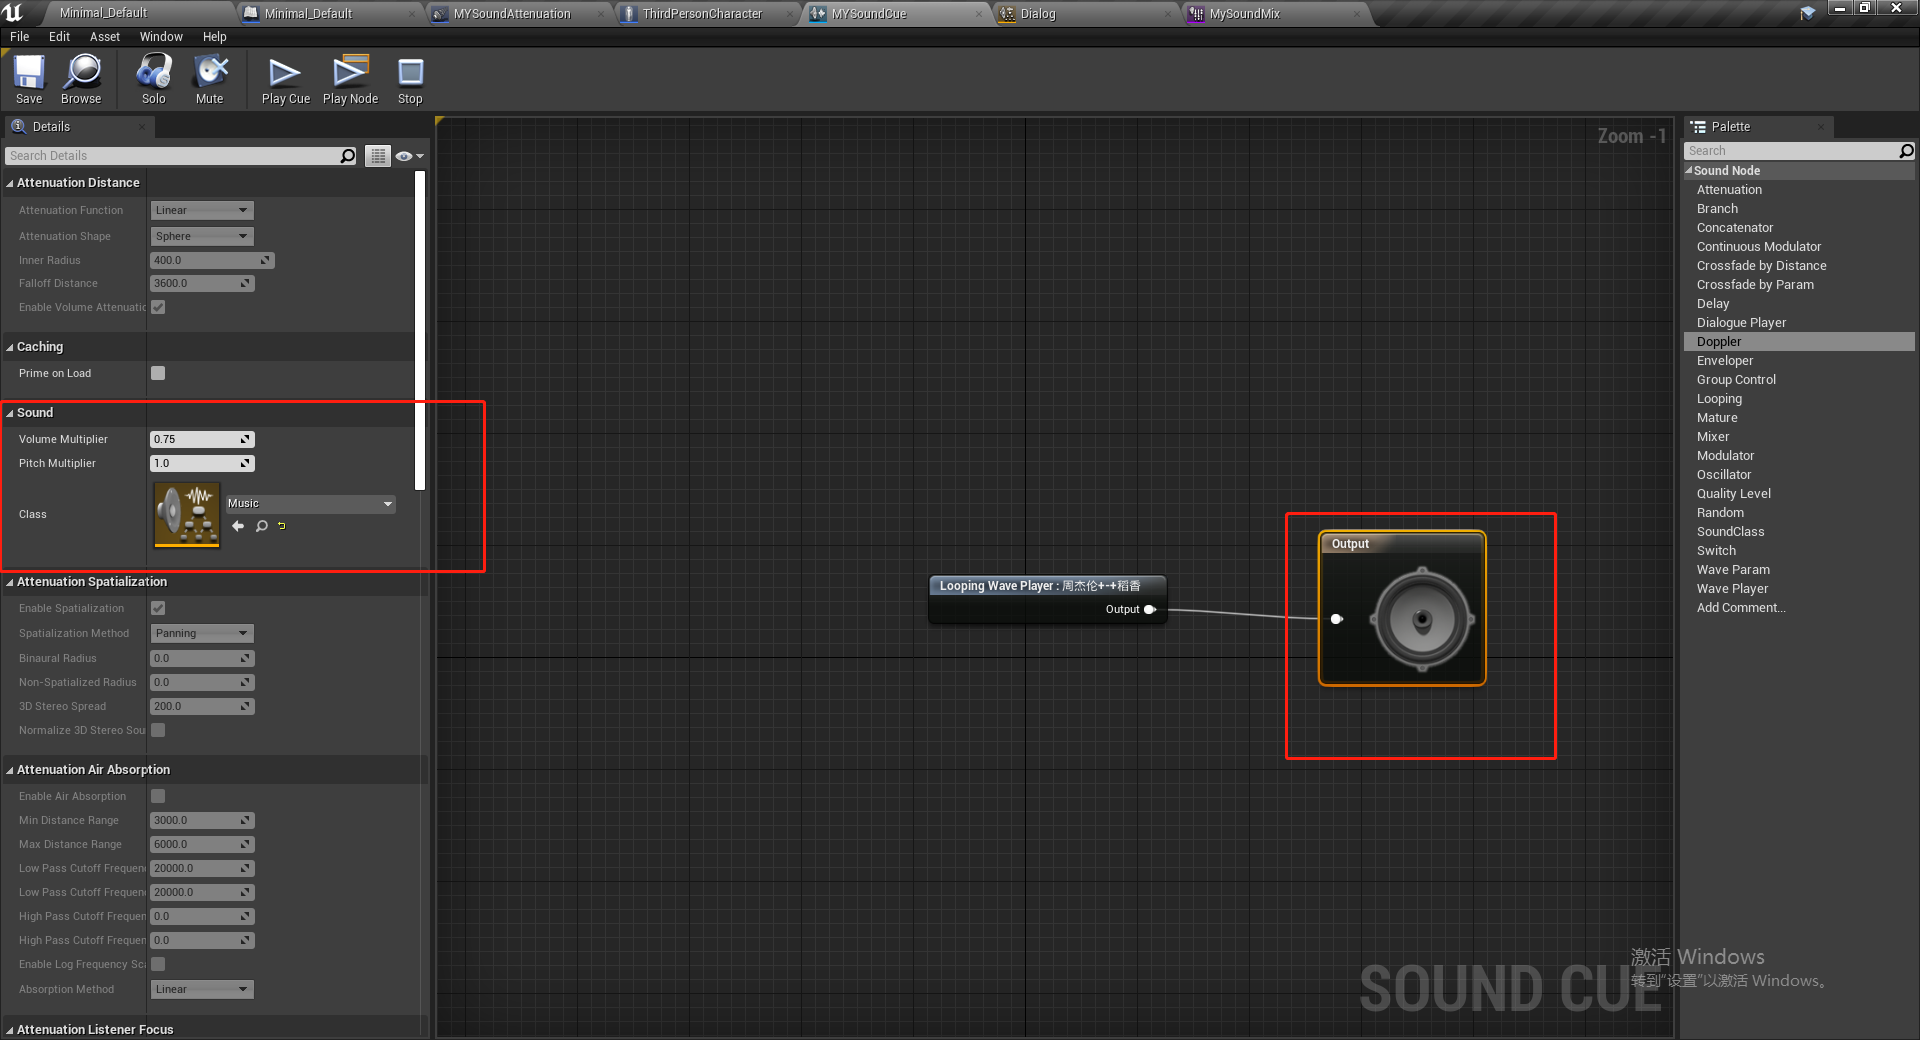 Minimal_Default
Minimal_Default
MYSoundAttenuation
ThirdPersonCharacter
MYSoundCue
Dialog
MySoundMix
File Edit Asset Window Help
Save Browse Solo Mute Play Cue Play Node Stop
Details
Search Details
Attenuation Distance
Attenuation Function Linear
Attenuation Shape Sphere
Inner Radius 400.0
Falloff Distance 3600.0
Enable Volume Attenuatic
Caching
Prime on Load
Sound
Volume Multiplier 0.75
Pitch Multiplier 1.0
Class Music
Attenuation Spatialization
Enable Spatialization
Spatialization Method Panning
Binaural Radius 0.0
Non-Spatialized Radius 0.0
3D Stereo Spread 200.0
Normalize 3D Stereo Sou
Attenuation Air Absorption
Enable Air Absorption
Min Distance Range 3000.0
Max Distance Range 6000.0
Low Pass Cutoff Frequen 20000.0
Low Pass Cutoff Frequen 20000.0
High Pass Cutoff Frequen 0.0
High Pass Cutoff Frequen 0.0
Enable Log Frequency Sca
Absorption Method Linear
Attenuation Listener Focus
Zoom -1
Looping Wave Player : 周杰伦+-+稻香
Output
Output
SOUND CUE
Palette
Search
Sound Node
Attenuation
Branch
Concatenator
Continuous Modulator
Crossfade by Distance
Crossfade by Param
Delay
Dialogue Player
Doppler
Enveloper
Group Control
Looping
Mature
Mixer
Modulator
Oscillator
Quality Level
Random
SoundClass
Switch
Wave Param
Wave Player
Add Comment...
激活 Windows
转到"设置"以激活 Windows。